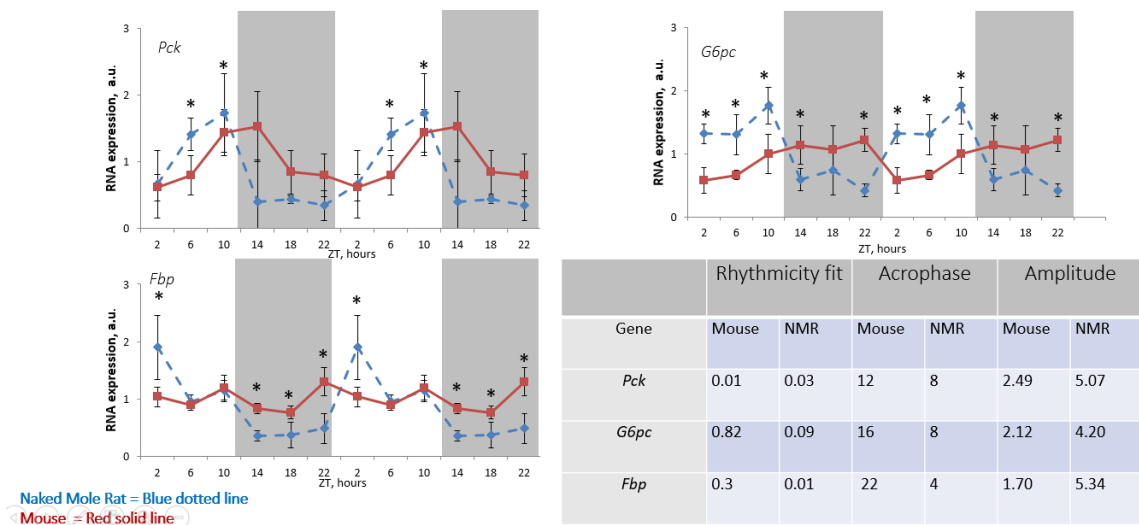 Pck
3
2
1
0
RNA expression, a.u.
* * * *
2 6 10 14 18 22 2 6 10 14 18 22
ZT, hours
G6pc
3
2
1
0
RNA expression, a.u.
* * * * * * * * * *
2 6 10 14 18 22 2 6 10 14 18 22
ZT, hours
Fbp
3
2
1
0
RNA expression, a.u.
* * * * * * * *
2 6 10 14 18 22 2 6 10 14 18 22
ZT, hours
Rhythmicity fit Acrophase Amplitude
Gene Mouse NMR Mouse NMR Mouse NMR
Pck 0.01 0.03 12 8 2.49 5.07
G6pc 0.82 0.09 16 8 2.12 4.20
Fbp 0.3 0.01 22 4 1.70 5.34
Naked Mole Rat = Blue dotted line
Mouse = Red solid line